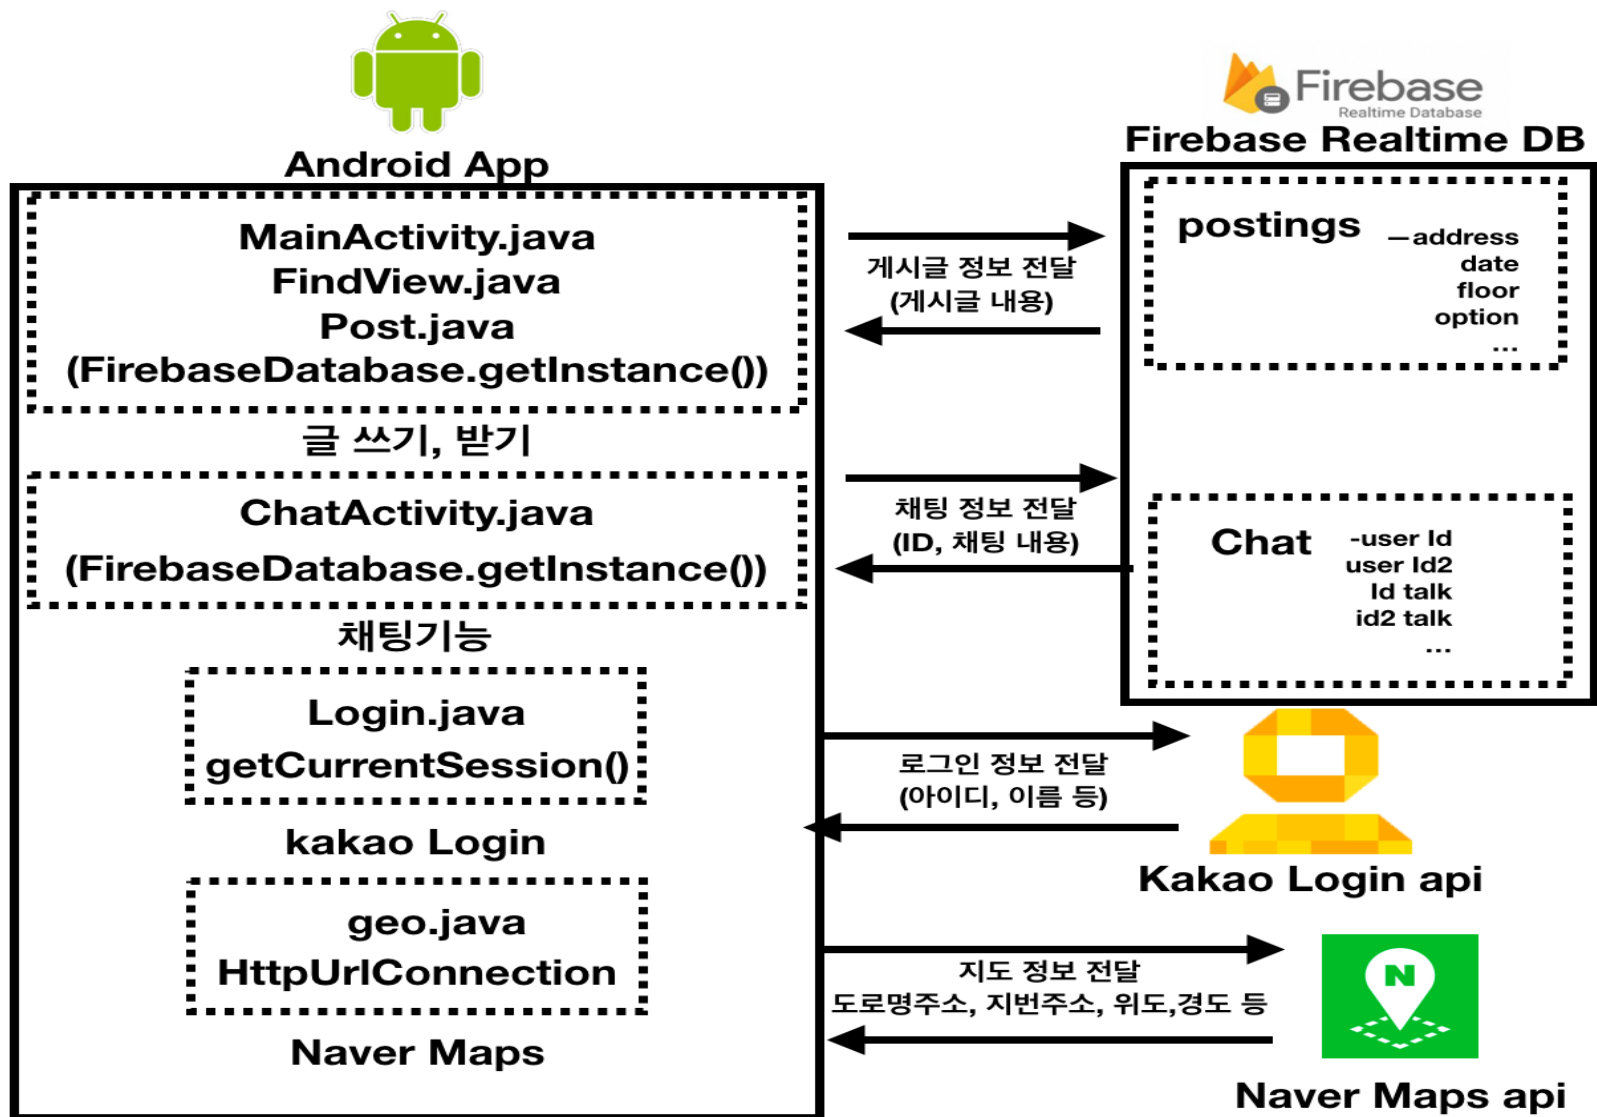 Android App
MainActivity.java
FindView.java
Post.java
(FirebaseDatabase.getInstance())
글 쓰기, 받기
ChatActivity.java
(FirebaseDatabase.getInstance())
채팅기능
Login.java
getCurrentSession()
kakao Login
geo.java
HttpUrlConnection
Naver Maps
게시글 정보 전달
(게시글 내용)
채팅 정보 전달
(ID, 채팅 내용)
로그인 정보 전달
(아이디, 이름 등)
지도 정보 전달
도로명주소, 지번주소, 위도,경도 등
Firebase
Realtime Database
Firebase Realtime DB
postings
—address
date
floor
option
...
Chat
-user Id
user Id2
Id talk
id2 talk
...
Kakao Login api
N
Naver Maps api